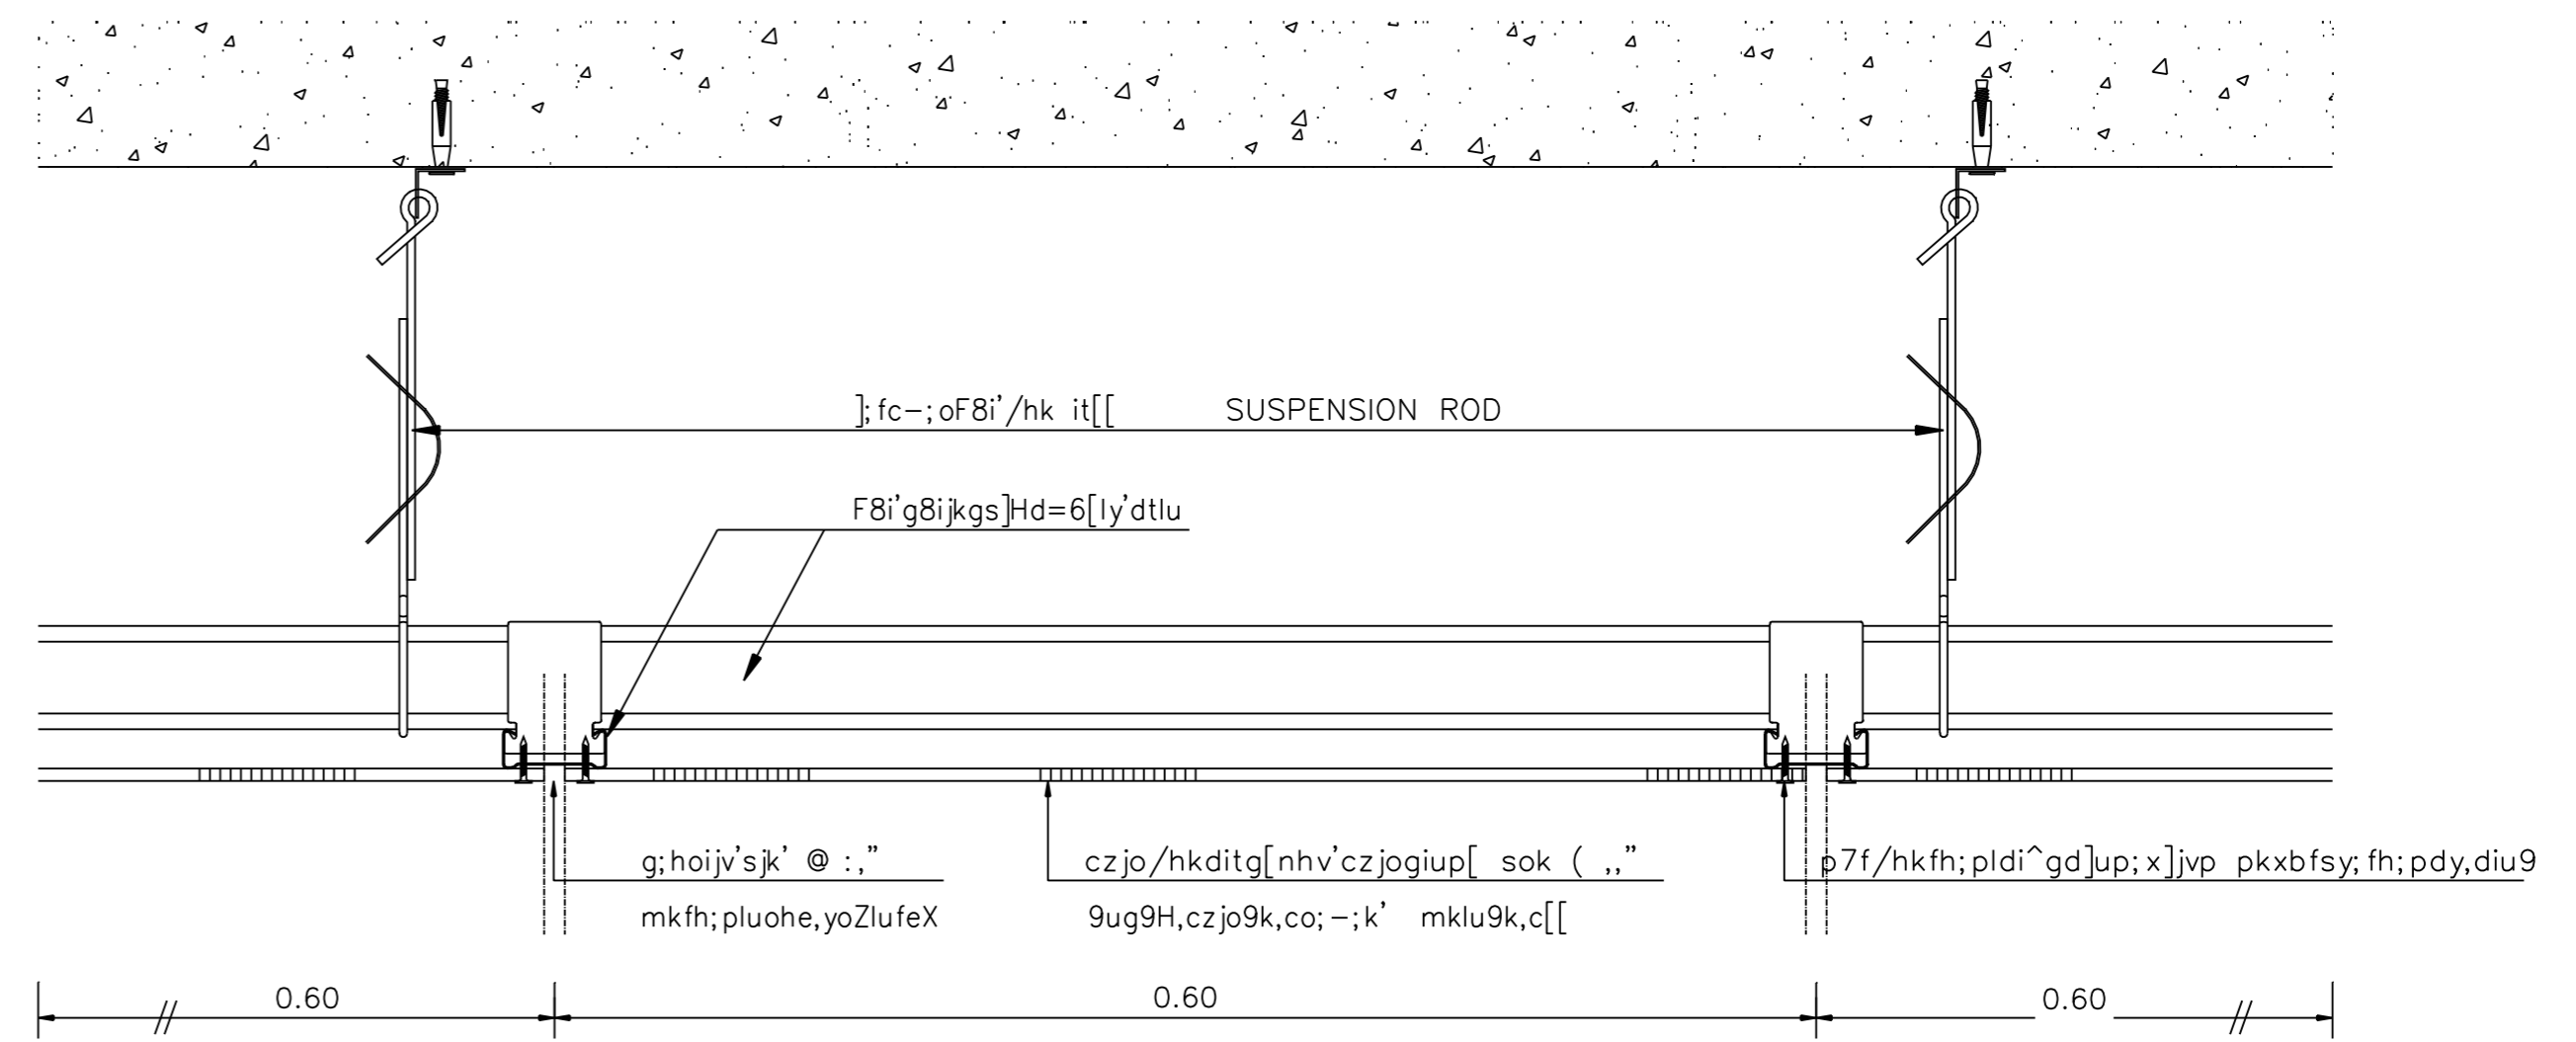 ];fc-;oF8i'/hk it[[ SUSPENSION ROD
F8i'g8ijkgs]Hd=6[ly'dtlu
g;hoijv'sjk' @ :,"
mkfh;pluohe,yoZlufeX
czjo/hkditg[nhv'czjogiup[ sok ( ,,"
9ug9H,czjo9k,co;-;k' mklu9k,c[[
p7f/hkfh;pldi^gd]up;x]jvp pkxbfsy;fh;pdy,diu9
0.60
0.60
0.60